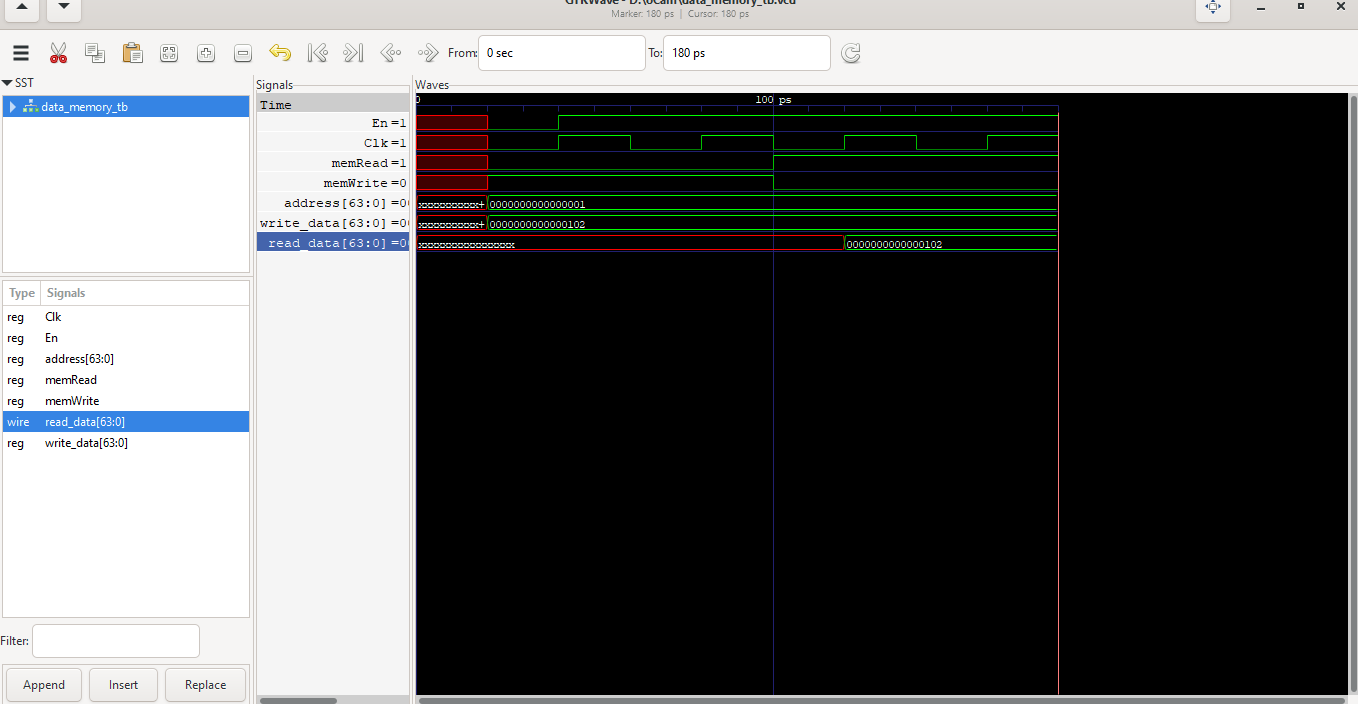 GTKWave - D:\oCam\data_memory_tb.vcd
Marker: 180 ps | Cursor: 180 ps
From: 0 sec To: 180 ps
SST
data_memory_tb
Type Signals
reg Clk
reg En
reg address[63:0]
reg memRead
reg memWrite
wire read_data[63:0]
reg write_data[63:0]
Filter:
Append Insert Replace
Signals
Time
En =1
Clk =1
memRead =1
memWrite =0
address[63:0] =00
write_data[63:0] =00
read_data[63:0] =00
Waves
0 100 ps
xxxxxxxxxx+ 0000000000000001
xxxxxxxxxx+ 0000000000000102
xxxxxxxxxxxxxxxx 0000000000000102